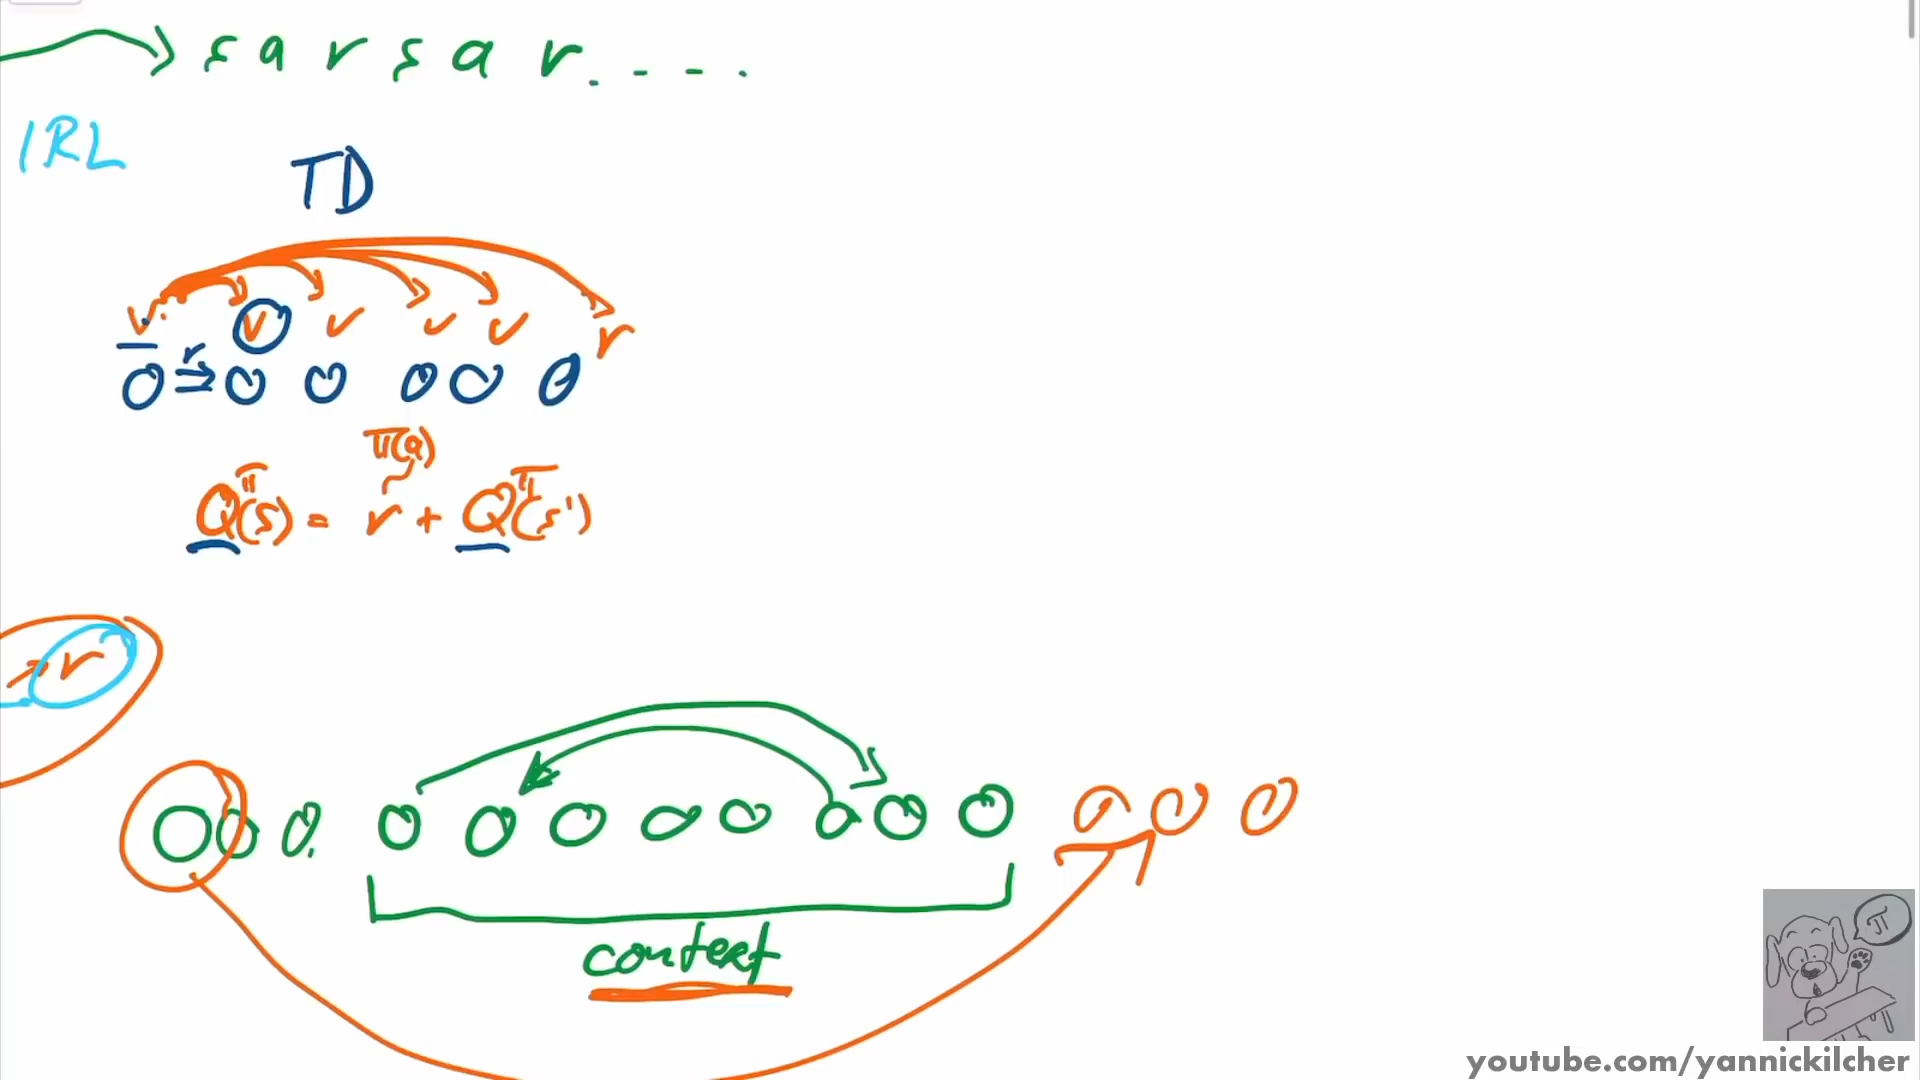 s a r s a r . - - .
IRL
TD
V V V V V r
r
π(a)
Q^π(s) = r + Q^π(s')
→ r
context
π
youtube.com/yannickilcher